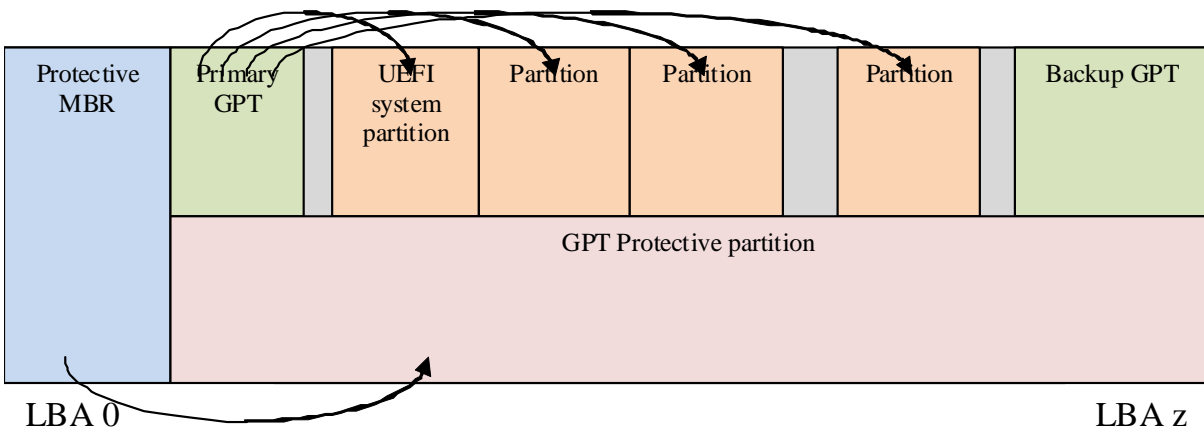 Protective
MBR
Primary
GPT
UEFI
system
partition
Partition
Partition
Partition
Backup GPT
GPT Protective partition
LBA 0
LBA z